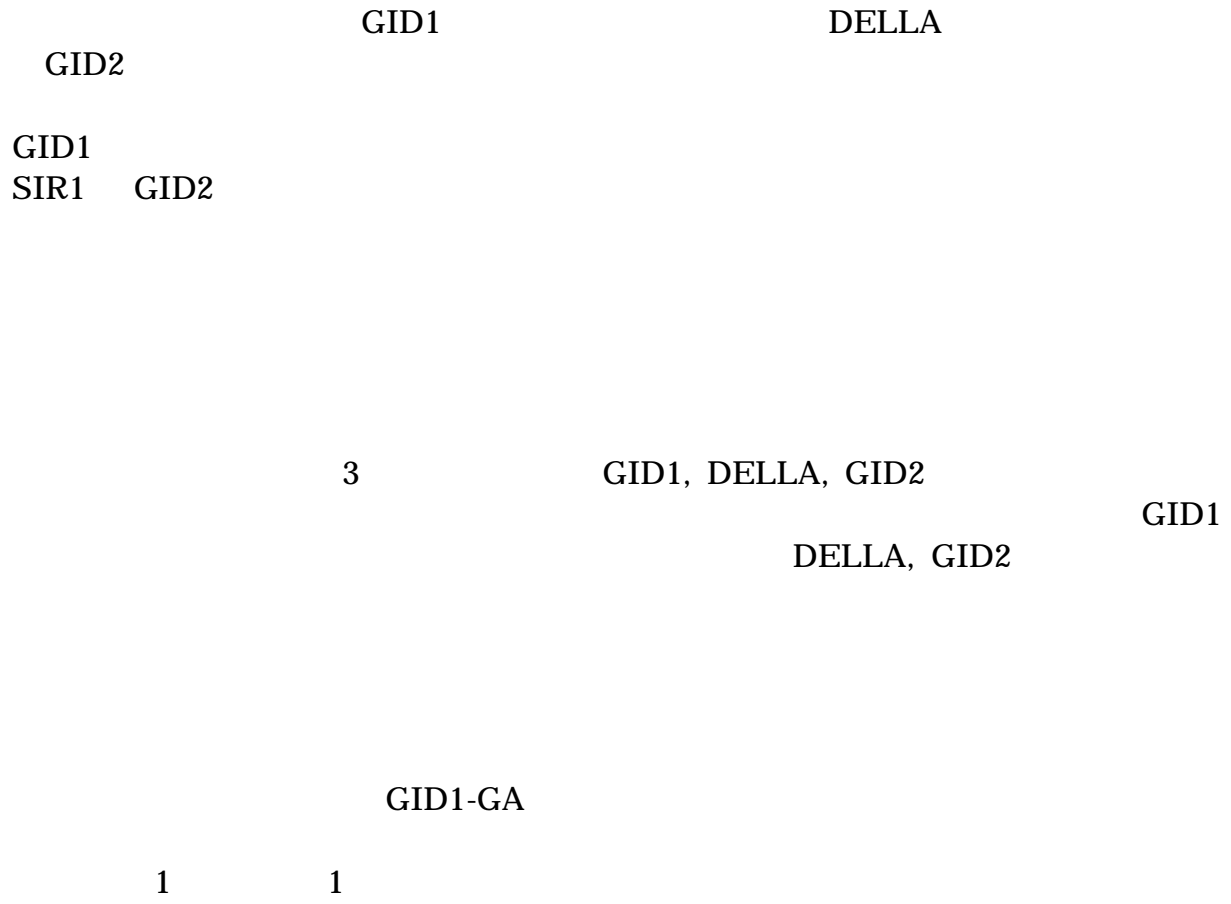 GID1 DELLA
GID2
GID1
SIR1 GID2
3 GID1, DELLA, GID2
GID1
DELLA, GID2
GID1-GA
1 1